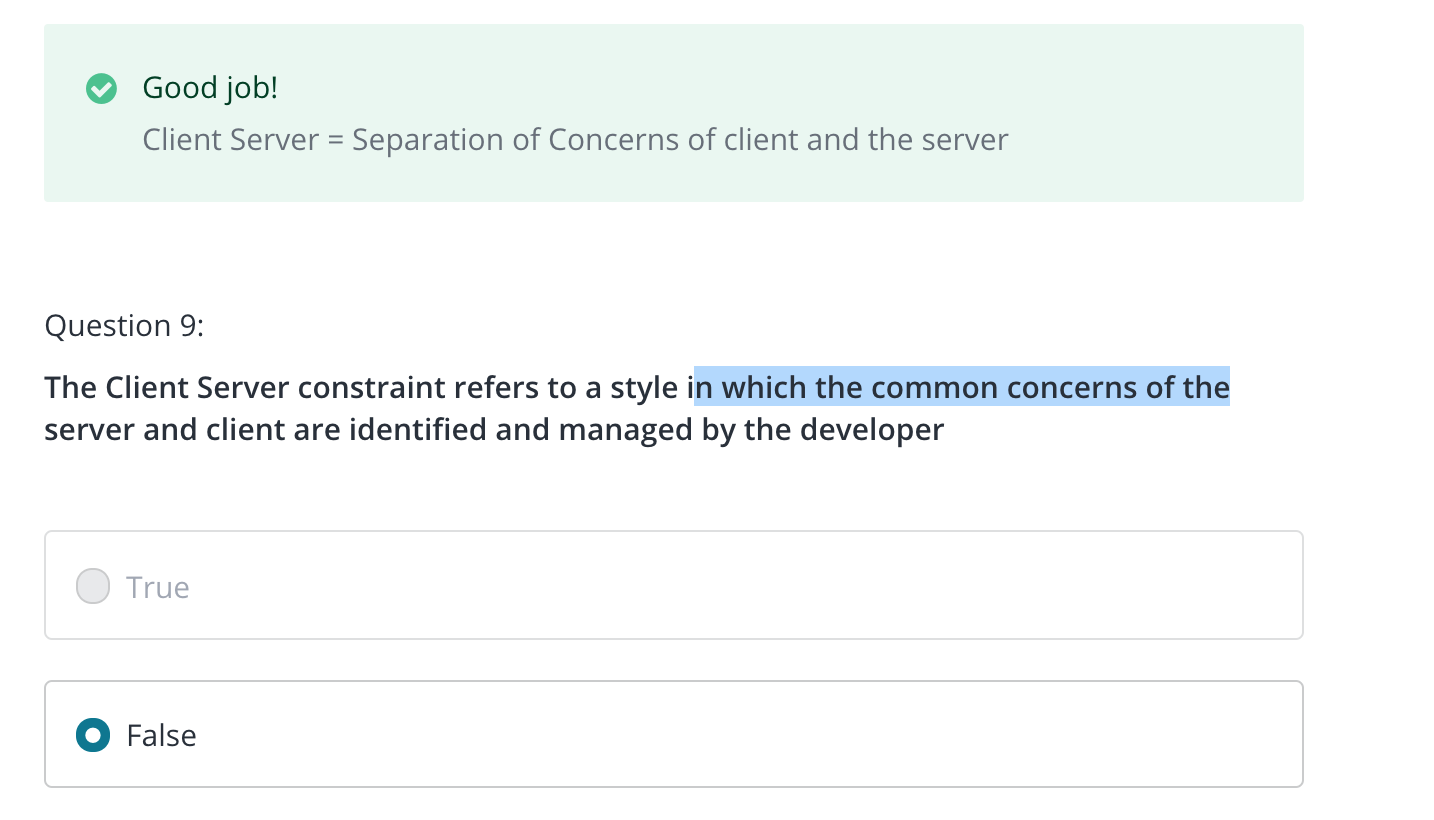 Good job!
Client Server = Separation of Concerns of client and the server
Question 9:
The Client Server constraint refers to a style in which the common concerns of the
server and client are identified and managed by the developer
True
False